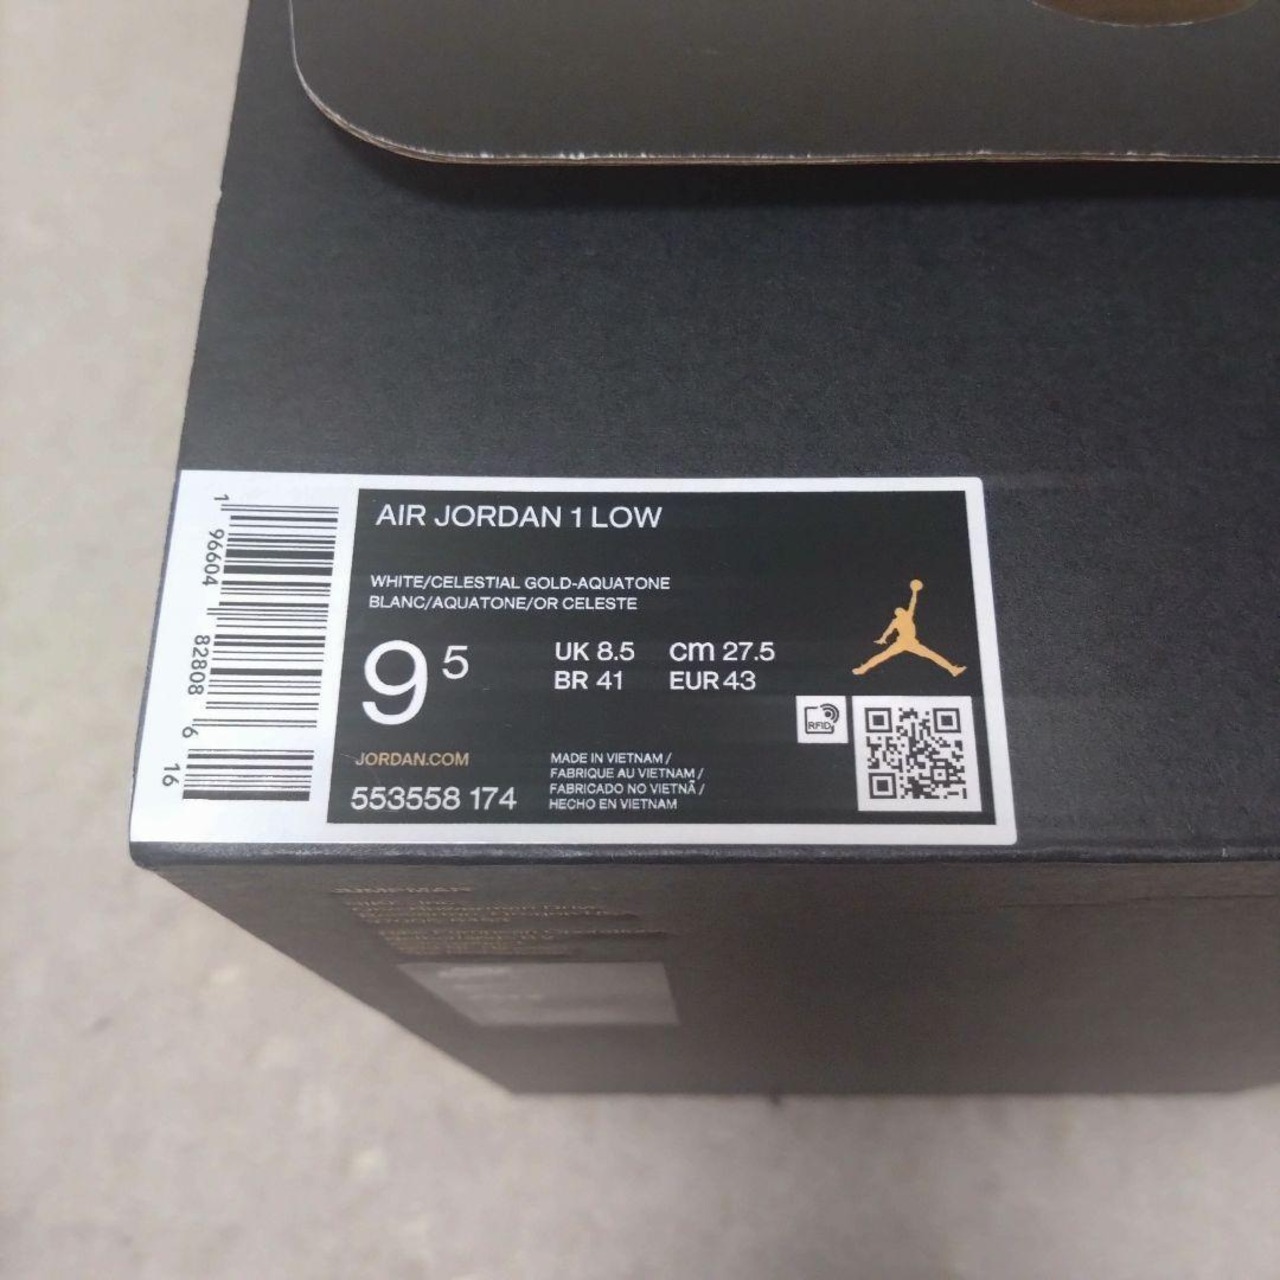 AIR JORDAN 1 LOW
WHITE/CELESTIAL GOLD-AQUATONE
BLANC/AQUATONE/OR CELESTE
9 5
UK 8.5 cm 27.5
BR 41 EUR 43
RFID
JORDAN.COM
553558 174
MADE IN VIETNAM /
FABRIQUE AU VIETNAM /
FABRICADO NO VIETNÃ /
HECHO EN VIETNAM
1 96604 82808 6 16
JUMPMAN